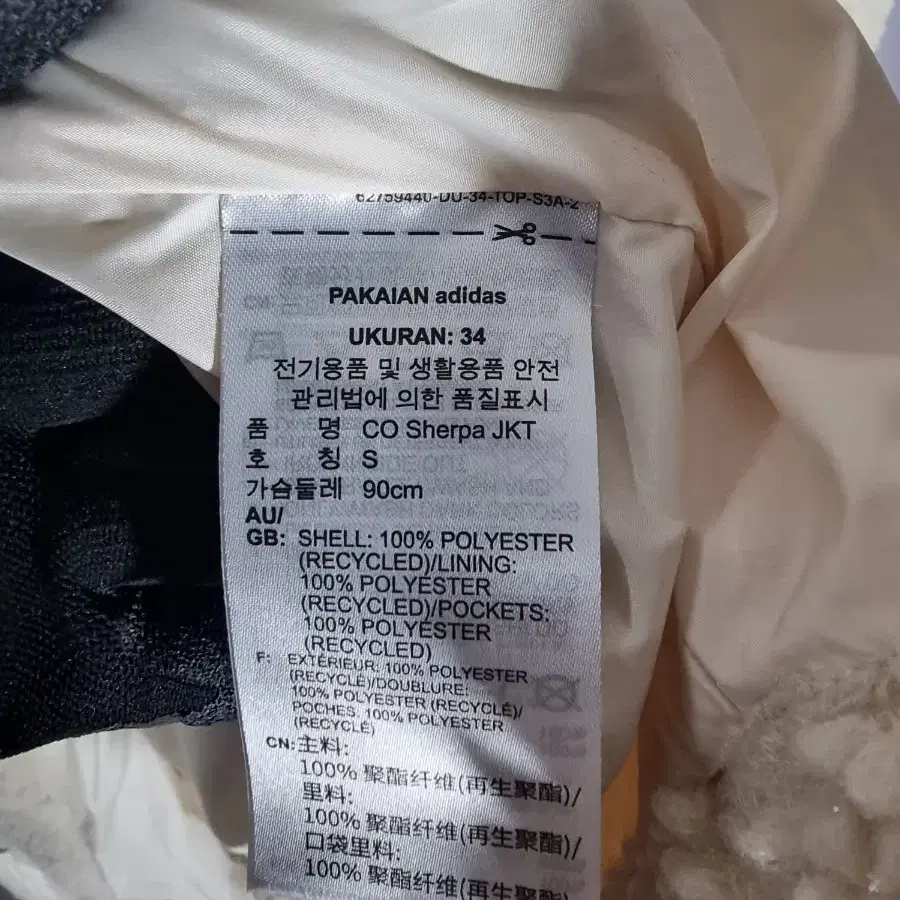 62759440-DU-34-TOP-S3A-2
PAKAIAN adidas
UKURAN: 34
전기용품 및 생활용품 안전
관리법에 의한 품질표시
품 명 CO Sherpa JKT
호 칭 S
가슴둘레 90cm
AU/
GB: SHELL: 100% POLYESTER
(RECYCLED)/LINING:
100% POLYESTER
(RECYCLED)/POCKETS:
100% POLYESTER
(RECYCLED)
F: EXTÉRIEUR: 100% POLYESTER
(RECYCLÉ)/DOUBLURE:
100% POLYESTER (RECYCLÉ)/
POCHES: 100% POLYESTER
(RECYCLÉ)
CN: 主料:
100% 聚酯纤维(再生聚酯)/
里料:
100% 聚酯纤维(再生聚酯)/
口袋里料:
100% 聚酯纤维(再生聚酯)